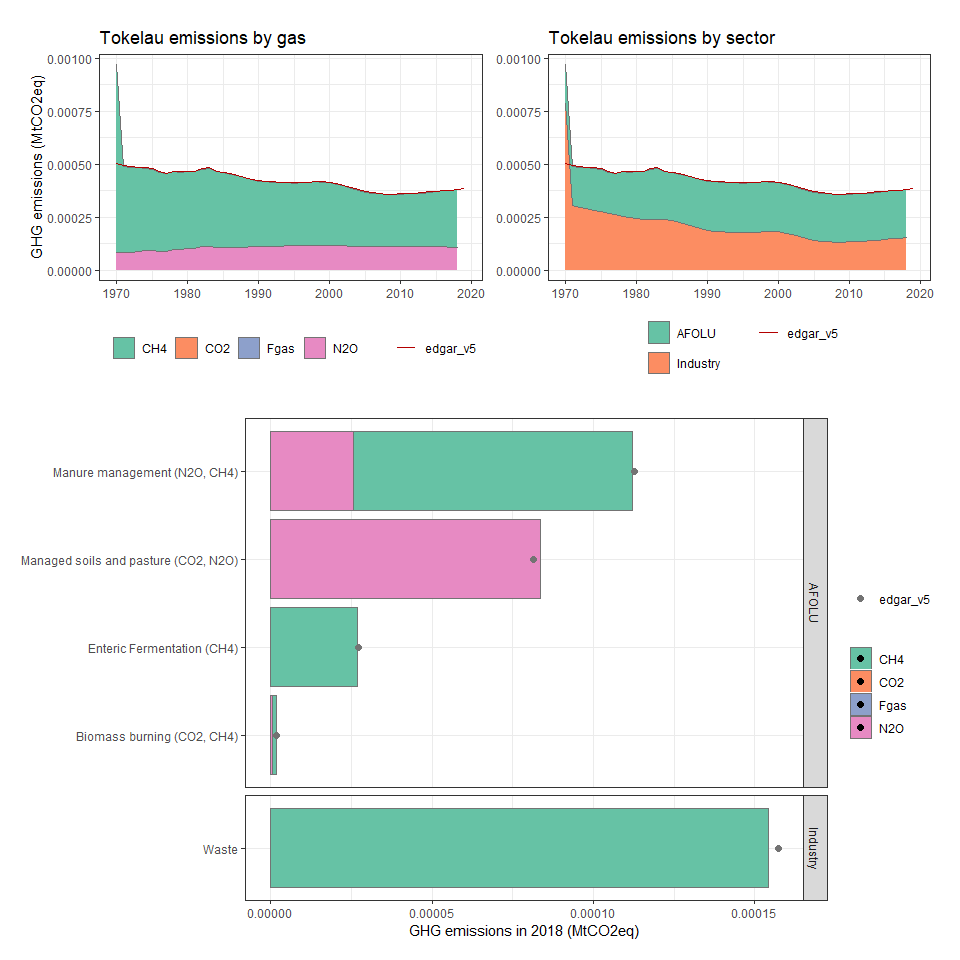 Tokelau emissions by gas
GHG emissions (MtCO2eq)
0.00100
0.00075
0.00050
0.00025
0.00000
1970 1980 1990 2000 2010 2020
CH4 CO2 Fgas N2O edgar_v5
Tokelau emissions by sector
0.00100
0.00075
0.00050
0.00025
0.00000
1970 1980 1990 2000 2010 2020
AFOLU edgar_v5
Industry
Manure management (N2O, CH4)
Managed soils and pasture (CO2, N2O)
Enteric Fermentation (CH4)
Biomass burning (CO2, CH4)
AFOLU
Waste
Industry
0.00000 0.00005 0.00010 0.00015
GHG emissions in 2018 (MtCO2eq)
edgar_v5
CH4
CO2
Fgas
N2O